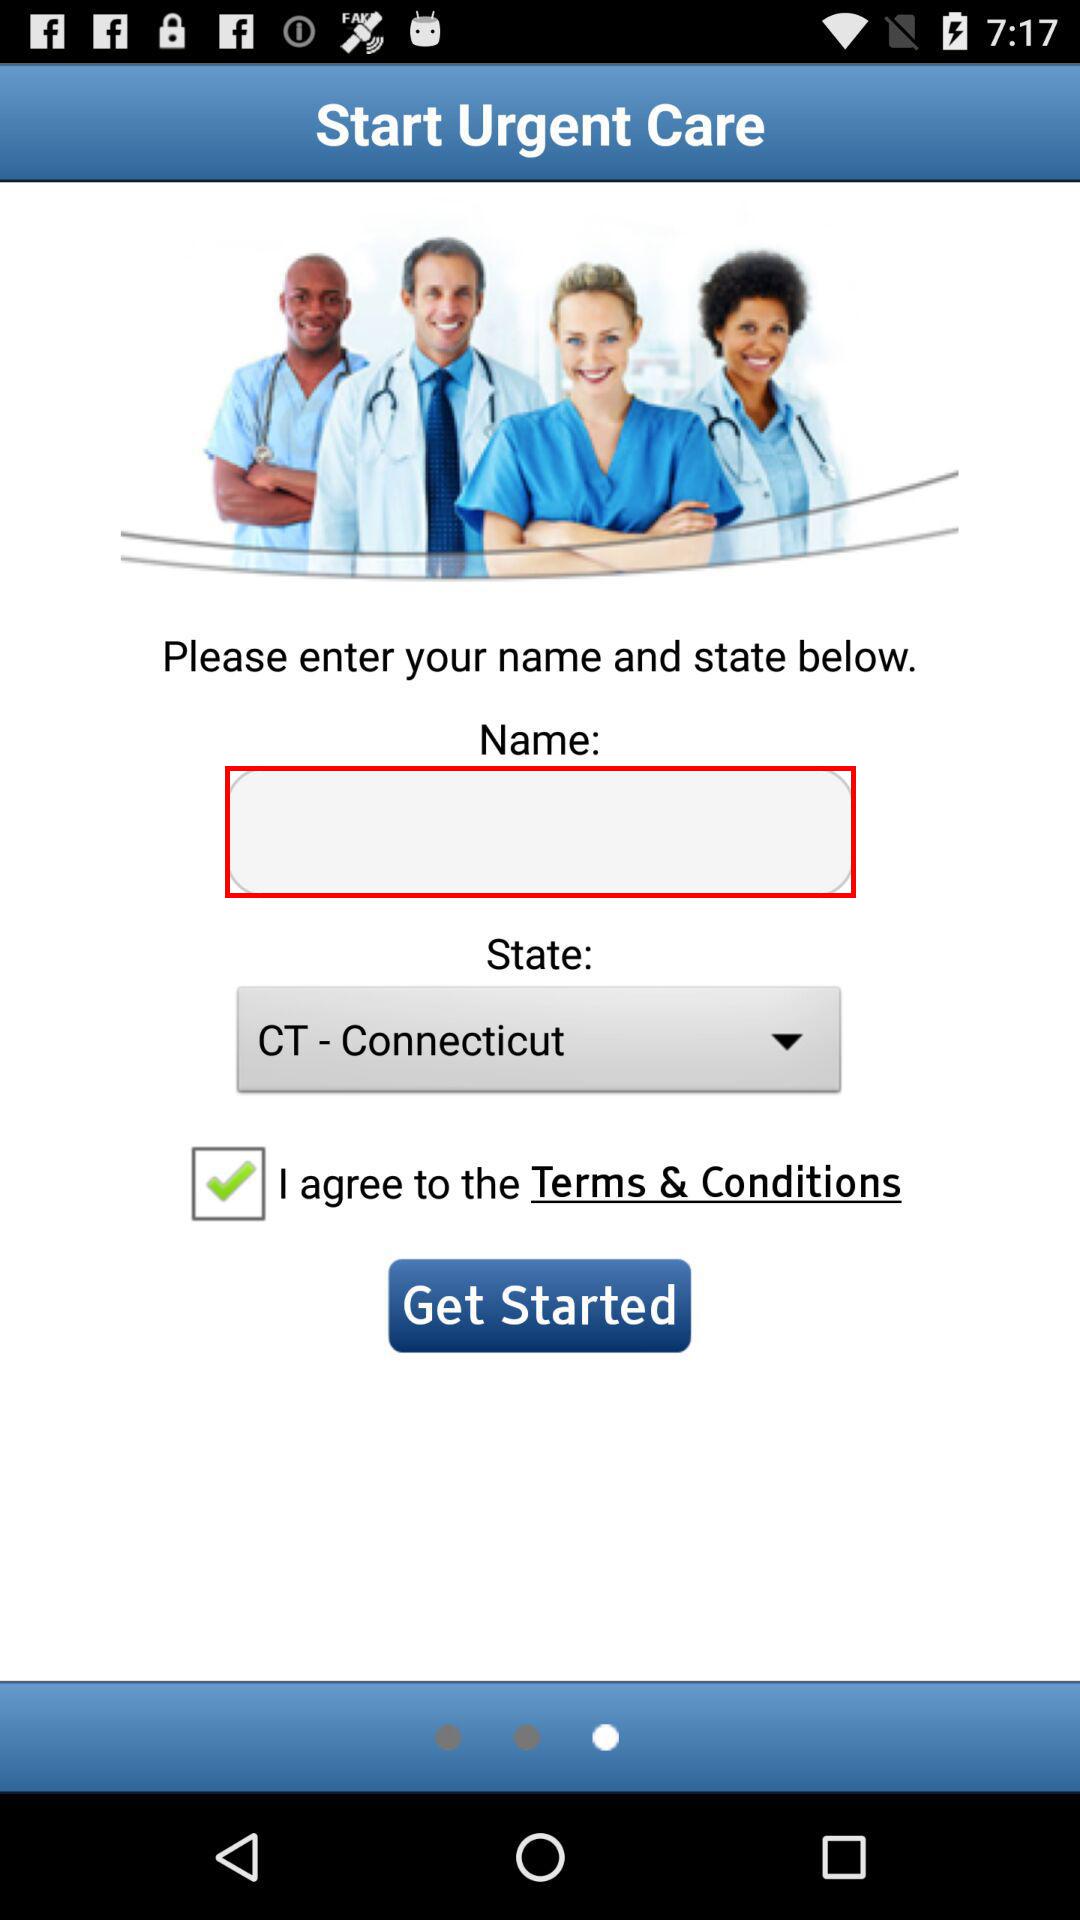 FAKE
7:17
Start Urgent Care
Please enter your name and state below.
Name:
State:
CT - Connecticut
I agree to the Terms & Conditions
Get Started